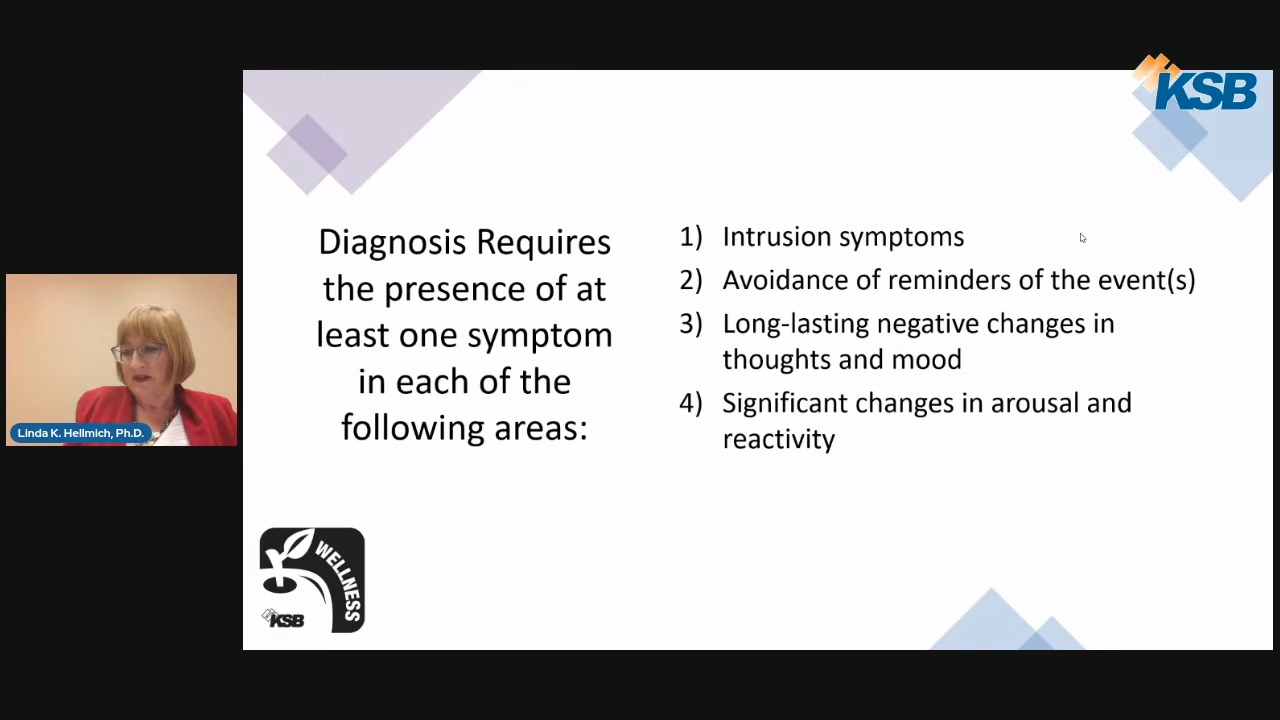 KSB
Diagnosis Requires
the presence of at
least one symptom
in each of the
following areas:
1) Intrusion symptoms
2) Avoidance of reminders of the event(s)
3) Long-lasting negative changes in
thoughts and mood
4) Significant changes in arousal and
reactivity
Linda K. Hellmich, Ph.D.
WELLNESS
KSB